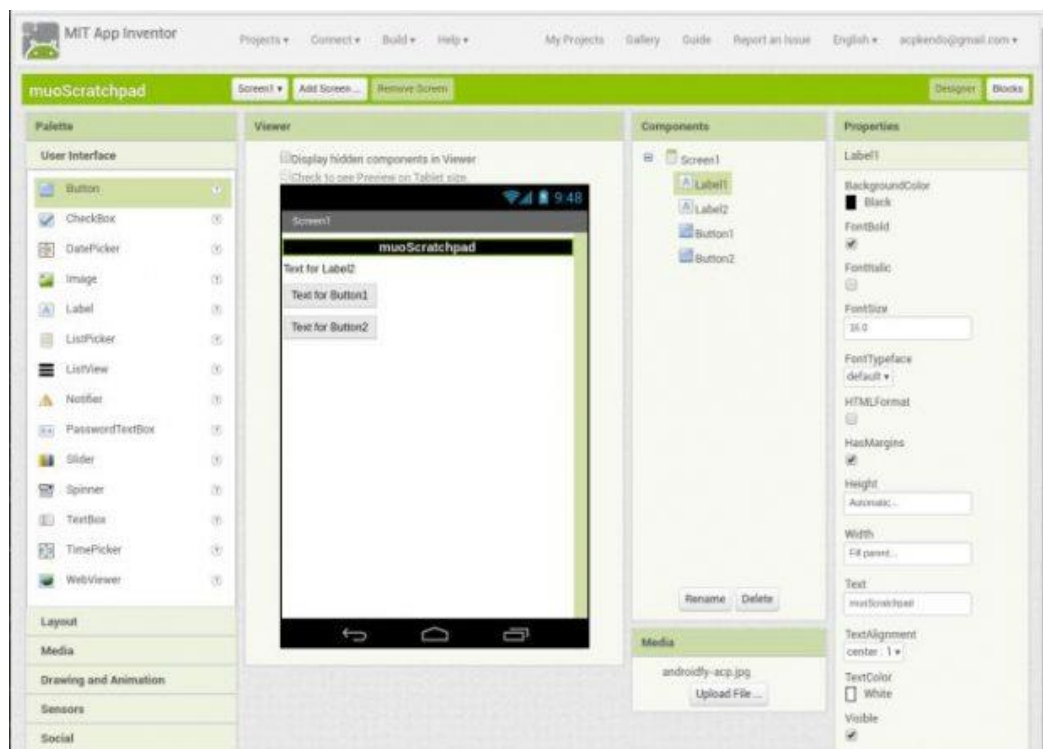 MIT App Inventor
Projects Connect Build Help My Projects Gallery Guide Report an Issue English acpkendo@gmail.com
muoScratchpad Screen1 Add Screen ... Remove Screen Designer Blocks
Palette
User Interface
Button
CheckBox
DatePicker
Image
Label
ListPicker
ListView
Notifier
PasswordTextBox
Slider
Spinner
TextBox
TimePicker
WebViewer
Layout
Media
Drawing and Animation
Sensors
Social
Viewer
Display hidden components in Viewer
Check to see Preview on Tablet size.
9:48
Screen1
muoScratchpad
Text for Label2
Text for Button1
Text for Button2
Components
Screen1
Label1
Label2
Button1
Button2
Rename Delete
Media
androidfly-acp.jpg
Upload File ...
Properties
Label1
BackgroundColor
Black
FontBold
FontItalic
FontSize
16.0
FontTypeface
default
HTMLFormat
HasMargins
Height
Automatic...
Width
Fill parent...
Text
muoScratchpad
TextAlignment
center : 1
TextColor
White
Visible